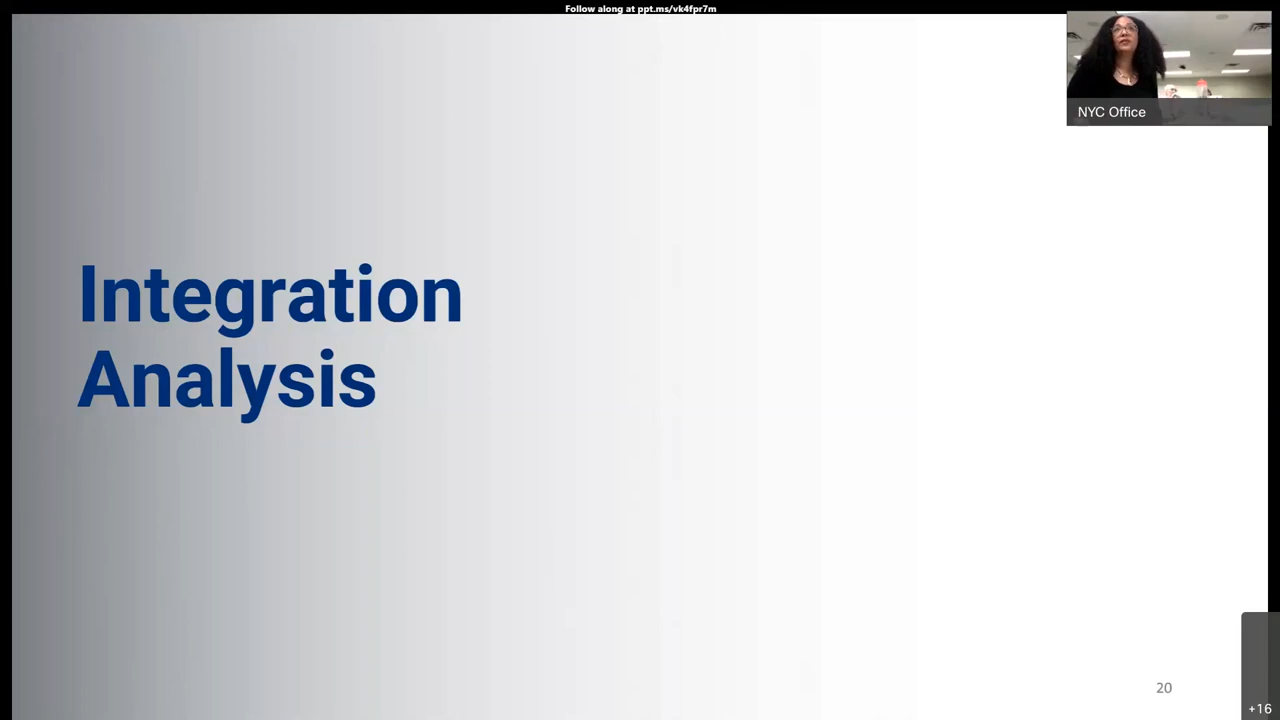 Follow along at ppt.ms/vk4fpr7m
NYC Office
Integration
Analysis
20
+16